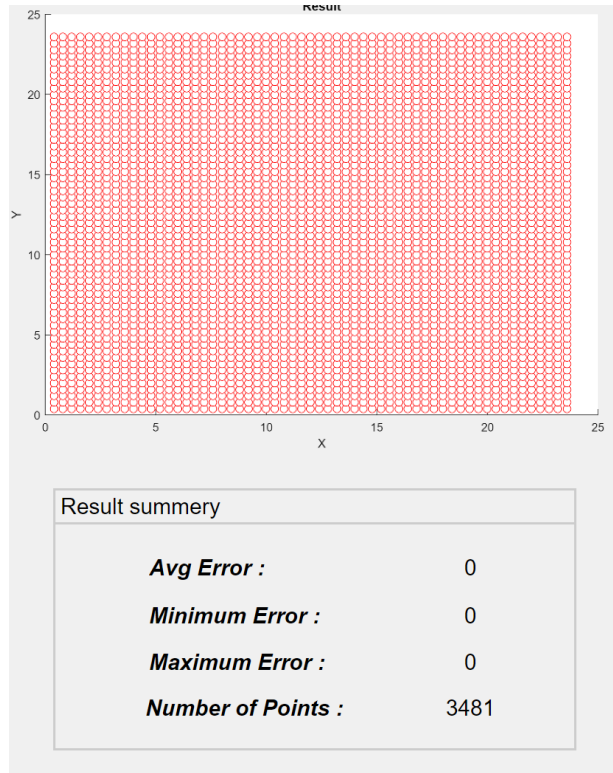 Result
25
20
15
10
5
0
Y
0 5 10 15 20 25
X
Result summery
Avg Error : 0
Minimum Error : 0
Maximum Error : 0
Number of Points : 3481